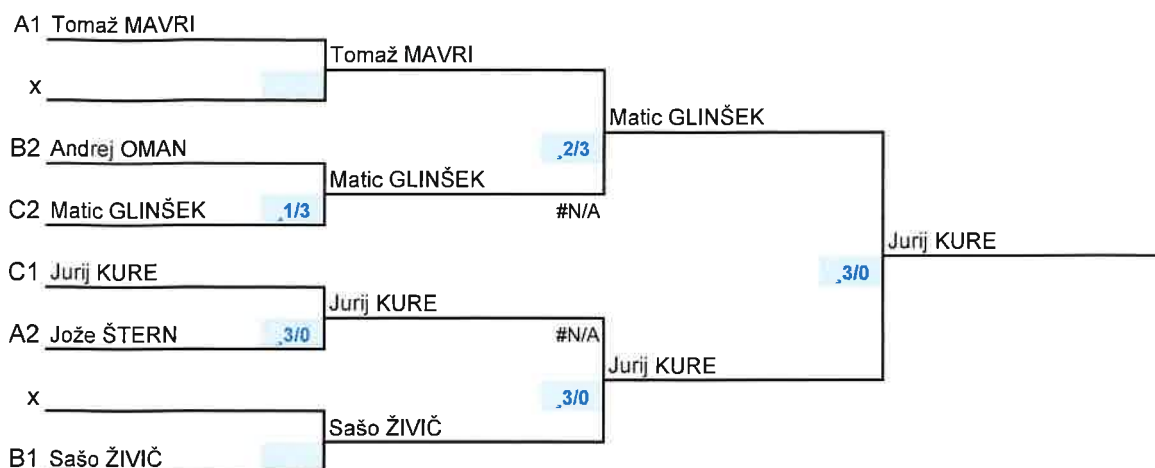 A1 Tomaž MAVRI
Tomaž MAVRI
x
Matic GLINŠEK
B2 Andrej OMAN
¸2/3
Matic GLINŠEK
C2 Matic GLINŠEK ¸1/3
#N/A
Jurij KURE
C1 Jurij KURE
¸3/0
Jurij KURE
A2 Jože ŠTERN ¸3/0
#N/A
Jurij KURE
x
¸3/0
Sašo ŽIVIČ
B1 Sašo ŽIVIČ